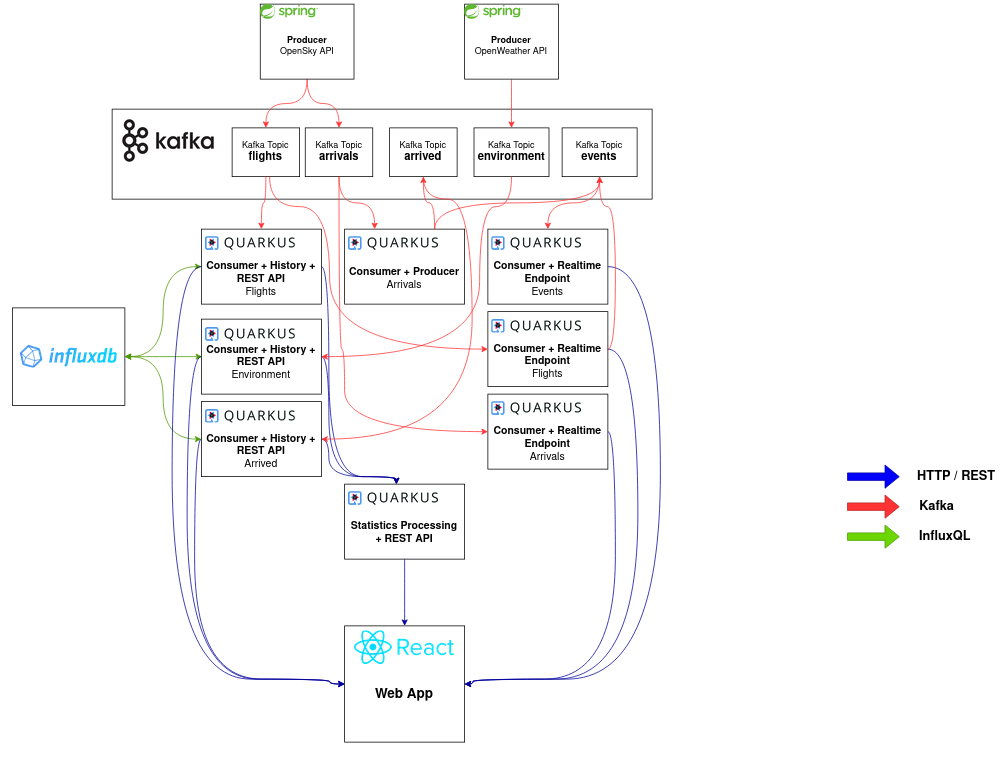 spring
Producer
OpenSky API
spring
Producer
OpenWeather API
kafka
Kafka Topic
flights
Kafka Topic
arrivals
Kafka Topic
arrived
Kafka Topic
environment
Kafka Topic
events
QUARKUS
Consumer + History +
REST API
Flights
QUARKUS
Consumer + Producer
Arrivals
QUARKUS
Consumer + Realtime
Endpoint
Events
influxdb
QUARKUS
Consumer + History +
REST API
Environment
QUARKUS
Consumer + Realtime
Endpoint
Flights
QUARKUS
Consumer + History +
REST API
Arrived
QUARKUS
Consumer + Realtime
Endpoint
Arrivals
QUARKUS
Statistics Processing
+ REST API
React
Web App
HTTP / REST
Kafka
InfluxQL